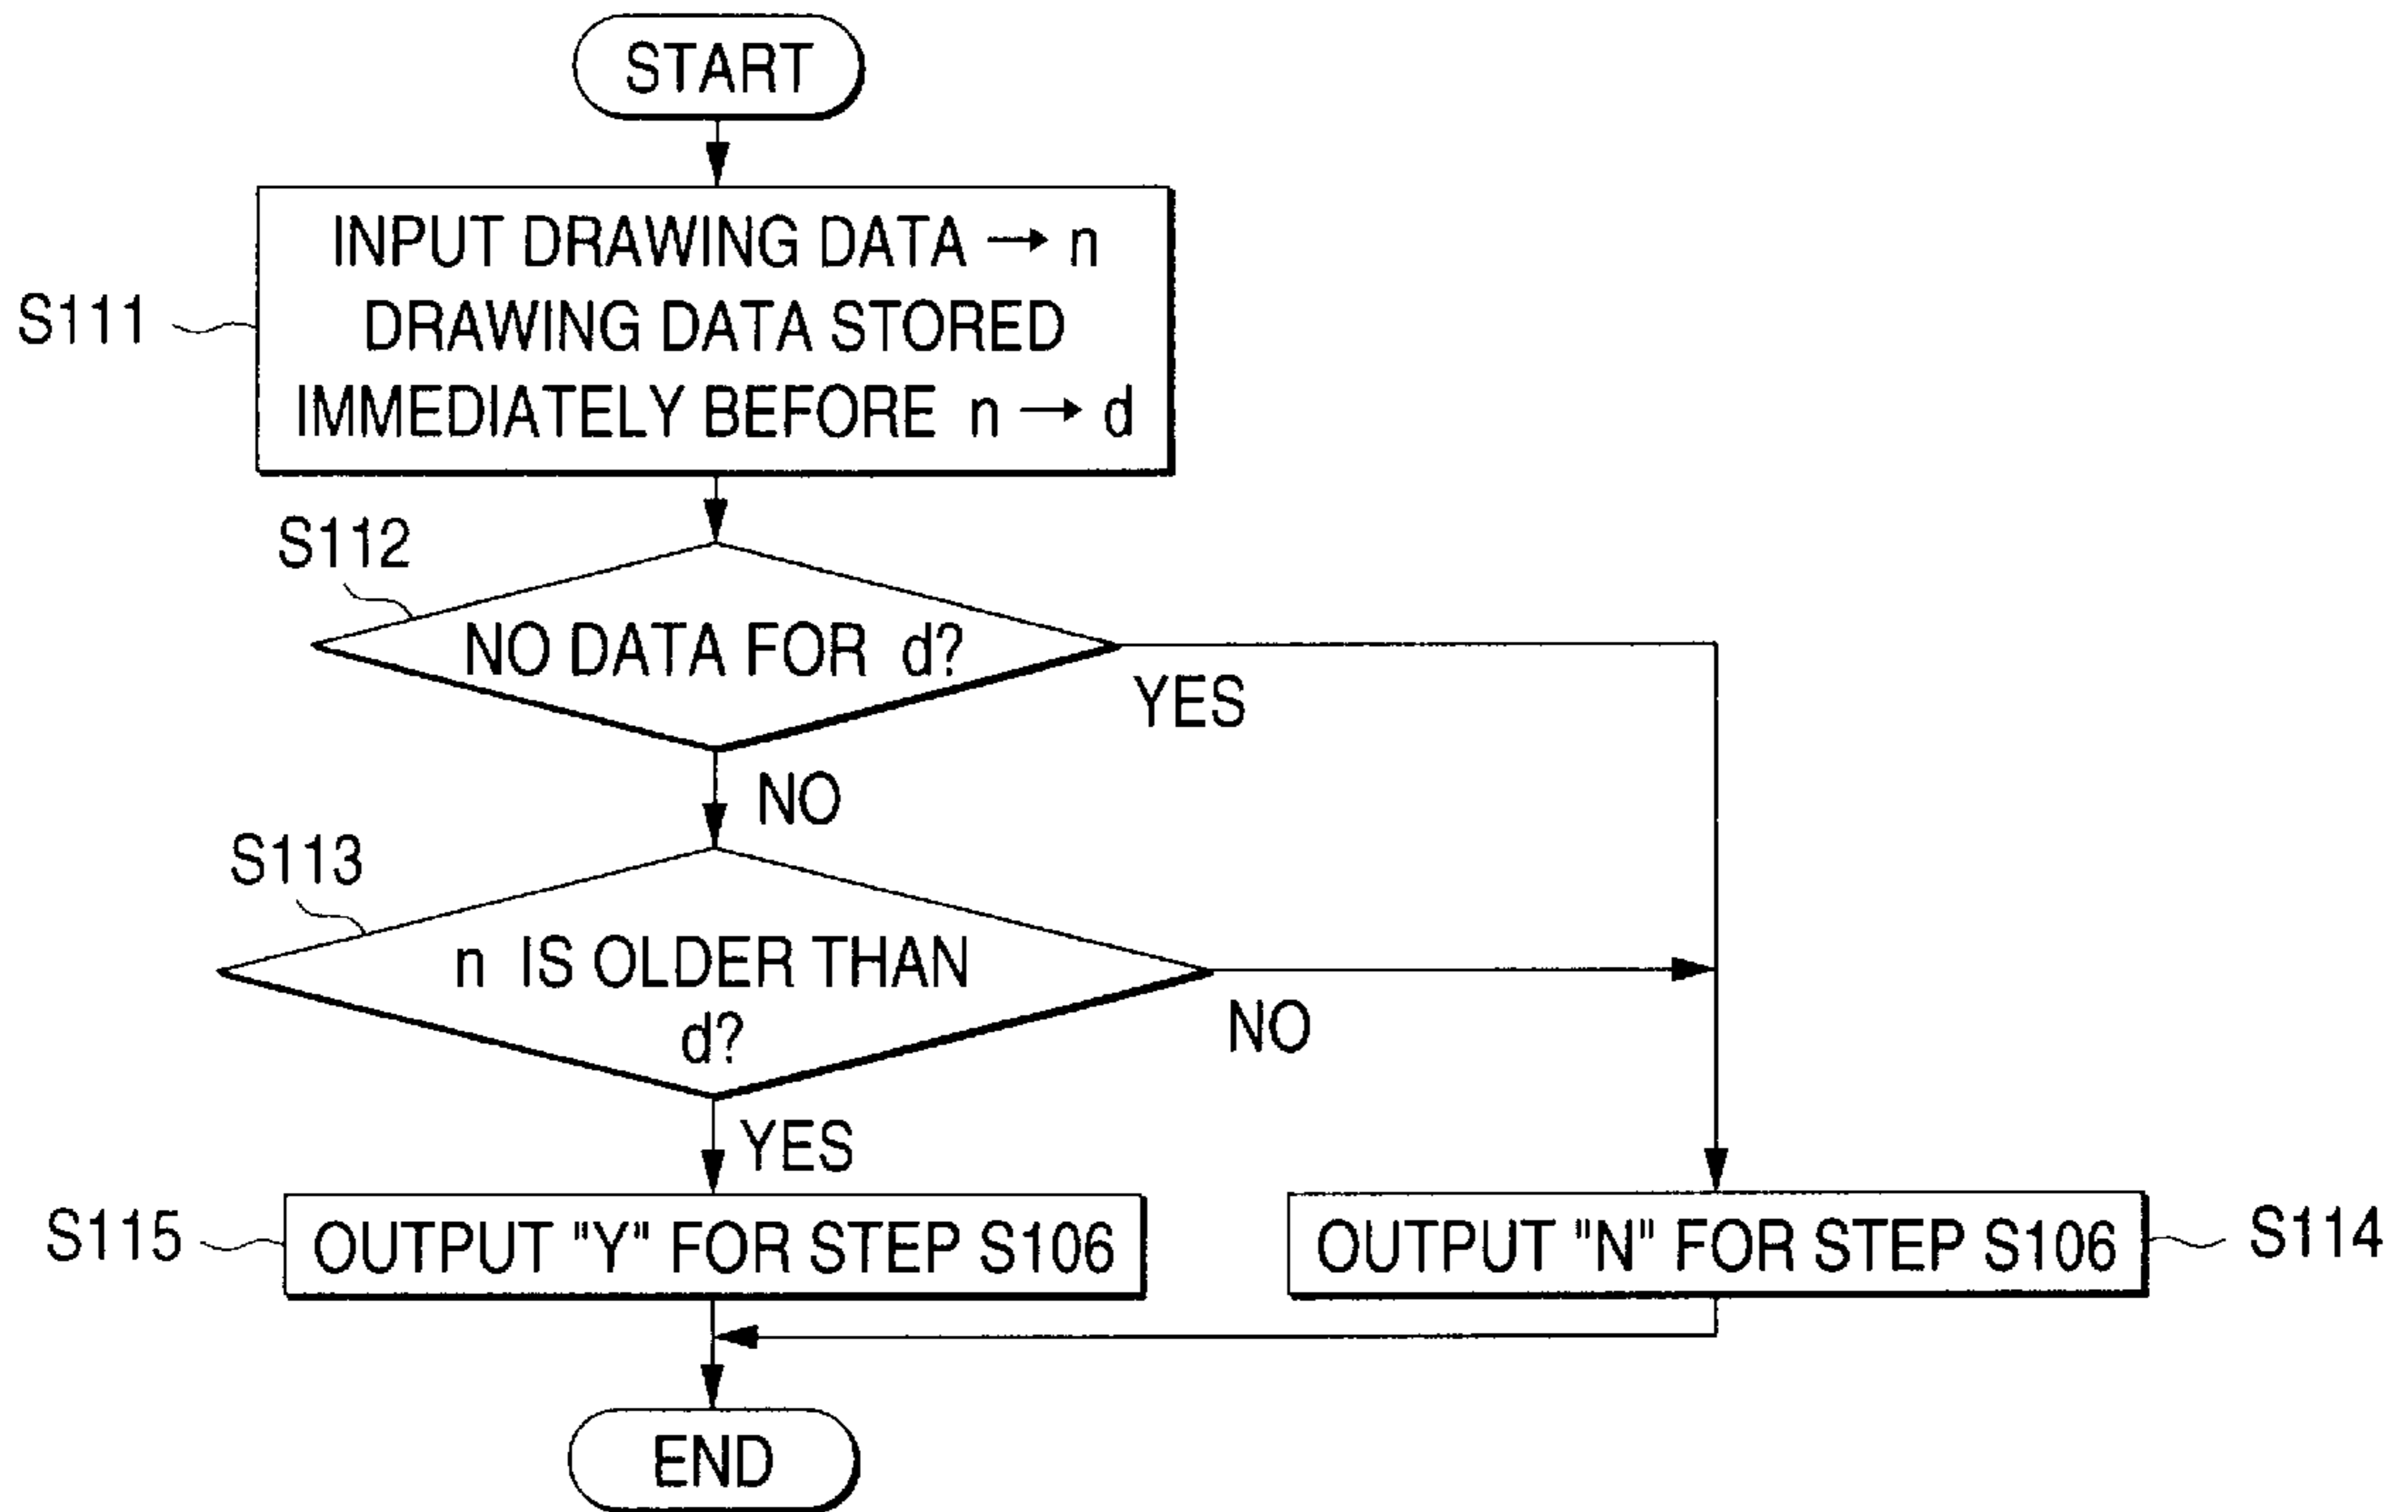 START
INPUT DRAWING DATA → n
DRAWING DATA STORED
IMMEDIATELY BEFORE n → d
S111
S112
NO DATA FOR d?
YES
NO
S113
n IS OLDER THAN
d?
NO
YES
S115
OUTPUT "Y" FOR STEP S106
OUTPUT "N" FOR STEP S106
S114
END